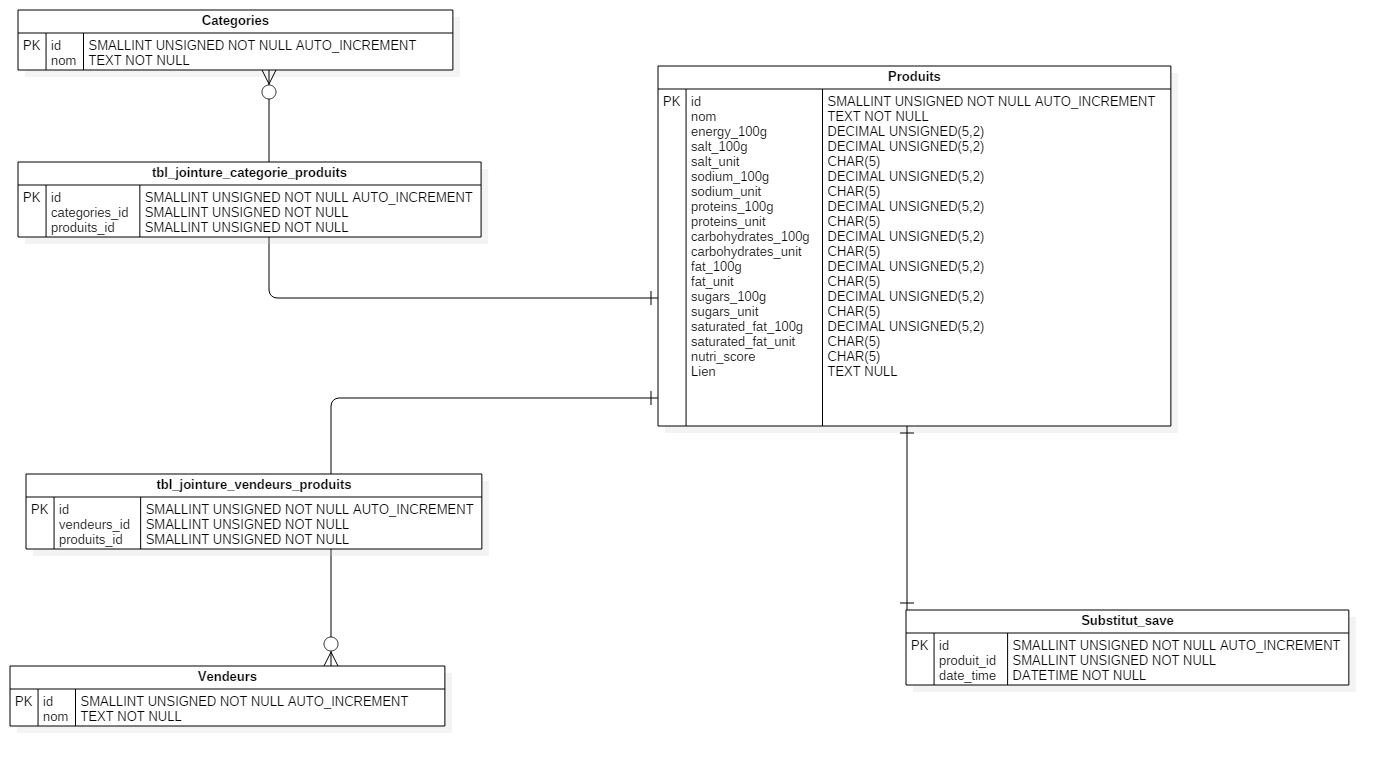 Categories
PK id SMALLINT UNSIGNED NOT NULL AUTO_INCREMENT
nom TEXT NOT NULL
Produits
PK id SMALLINT UNSIGNED NOT NULL AUTO_INCREMENT
nom TEXT NOT NULL
energy_100g DECIMAL UNSIGNED(5,2)
salt_100g DECIMAL UNSIGNED(5,2)
salt_unit CHAR(5)
sodium_100g DECIMAL UNSIGNED(5,2)
sodium_unit CHAR(5)
proteins_100g DECIMAL UNSIGNED(5,2)
proteins_unit CHAR(5)
carbohydrates_100g DECIMAL UNSIGNED(5,2)
carbohydrates_unit CHAR(5)
fat_100g DECIMAL UNSIGNED(5,2)
fat_unit CHAR(5)
sugars_100g DECIMAL UNSIGNED(5,2)
sugars_unit CHAR(5)
saturated_fat_100g DECIMAL UNSIGNED(5,2)
saturated_fat_unit CHAR(5)
nutri_score CHAR(5)
Lien TEXT NULL
tbl_jointure_categorie_produits
PK id SMALLINT UNSIGNED NOT NULL AUTO_INCREMENT
categories_id SMALLINT UNSIGNED NOT NULL
produits_id SMALLINT UNSIGNED NOT NULL
tbl_jointure_vendeurs_produits
PK id SMALLINT UNSIGNED NOT NULL AUTO_INCREMENT
vendeurs_id SMALLINT UNSIGNED NOT NULL
produits_id SMALLINT UNSIGNED NOT NULL
Substitut_save
PK id SMALLINT UNSIGNED NOT NULL AUTO_INCREMENT
produit_id SMALLINT UNSIGNED NOT NULL
date_time DATETIME NOT NULL
Vendeurs
PK id SMALLINT UNSIGNED NOT NULL AUTO_INCREMENT
nom TEXT NOT NULL